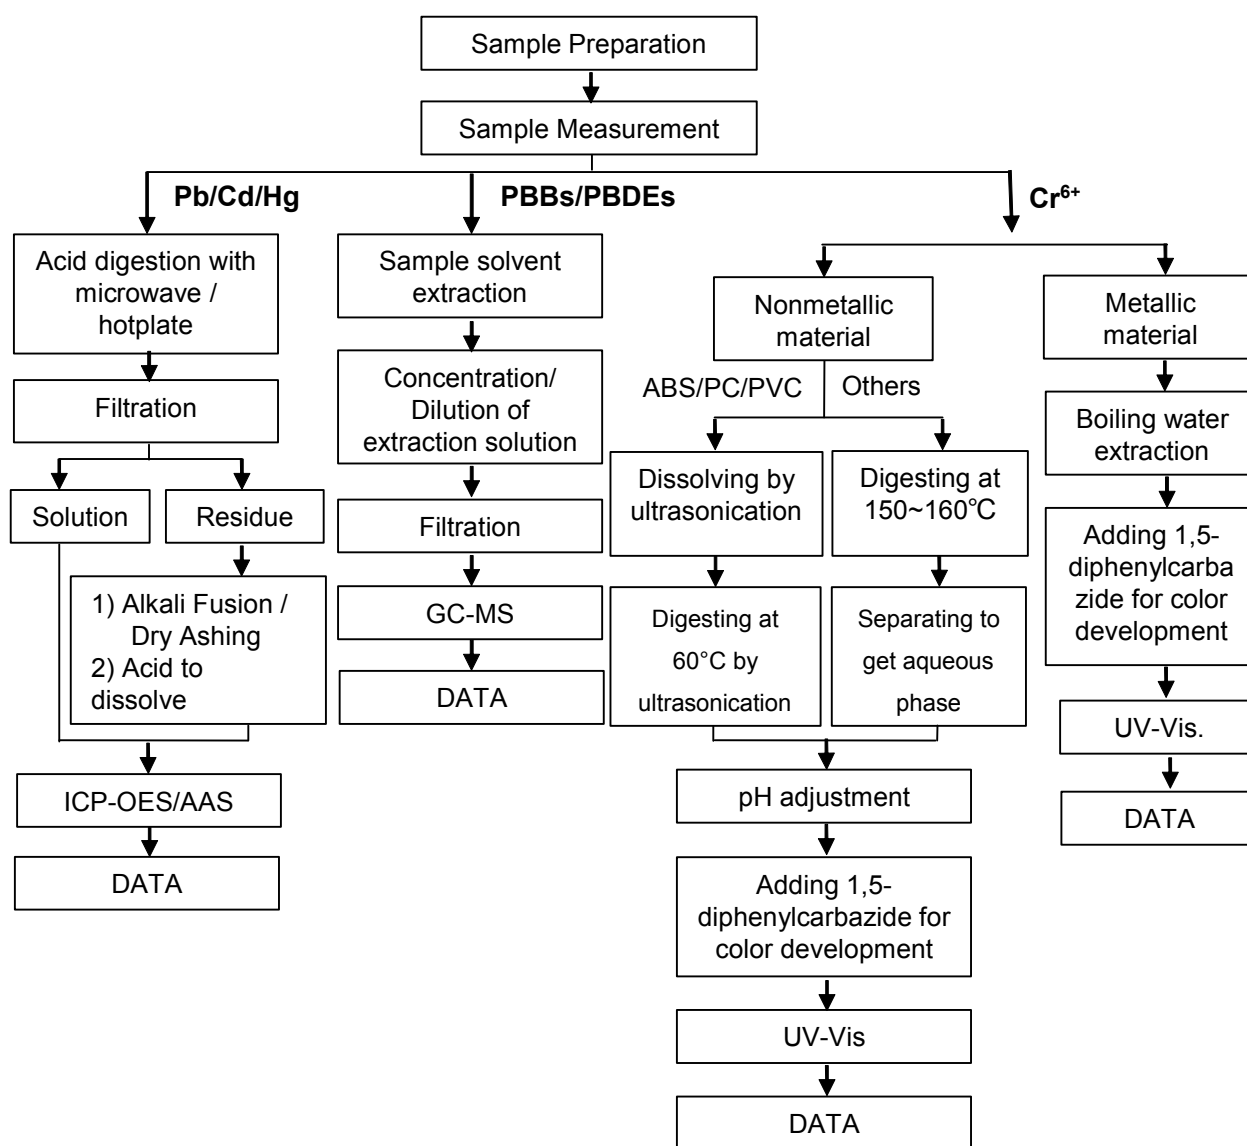 Sample Preparation
Sample Measurement
Pb/Cd/Hg
PBBs/PBDEs
Cr⁶⁺
Acid digestion with
microwave /
hotplate
Filtration
Solution
Residue
1) Alkali Fusion /
Dry Ashing
2) Acid to
dissolve
ICP-OES/AAS
DATA
Sample solvent
extraction
Concentration/
Dilution of
extraction solution
Filtration
GC-MS
DATA
Nonmetallic
material
ABS/PC/PVC
Others
Dissolving by
ultrasonication
Digesting at
60°C by
ultrasonication
Digesting at
150~160℃
Separating to
get aqueous
phase
pH adjustment
Adding 1,5-
diphenylcarbazide for
color development
UV-Vis
DATA
Metallic
material
Boiling water
extraction
Adding 1,5-
diphenylcarba
zide for color
development
UV-Vis.
DATA